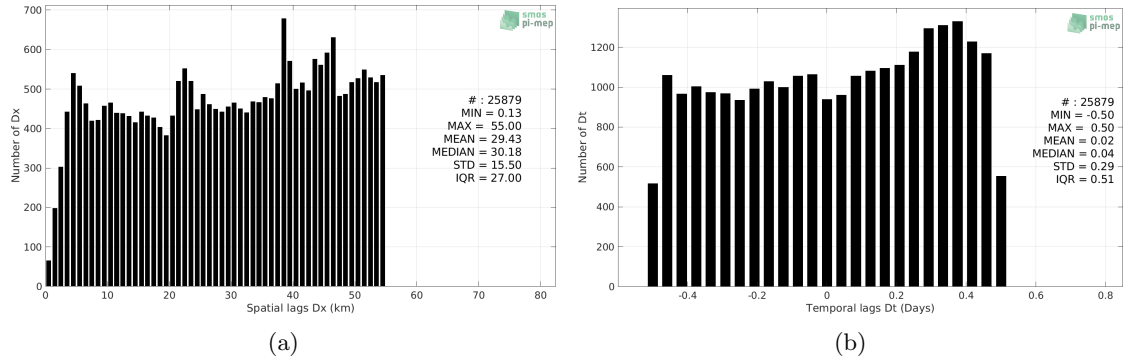 smos
pi-mep
700
600
500
400
300
200
100
0
Number of Dx
# : 25879
MIN = 0.13
MAX = 55.00
MEAN = 29.43
MEDIAN = 30.18
STD = 15.50
IQR = 27.00
0 10 20 30 40 50 60 70 80
Spatial lags Dx (km)
(a)
smos
pi-mep
1200
1000
800
600
400
200
0
Number of Dt
# : 25879
MIN = -0.50
MAX = 0.50
MEAN = 0.02
MEDIAN = 0.04
STD = 0.29
IQR = 0.51
-0.4 -0.2 0 0.2 0.4 0.6 0.8
Temporal lags Dt (Days)
(b)